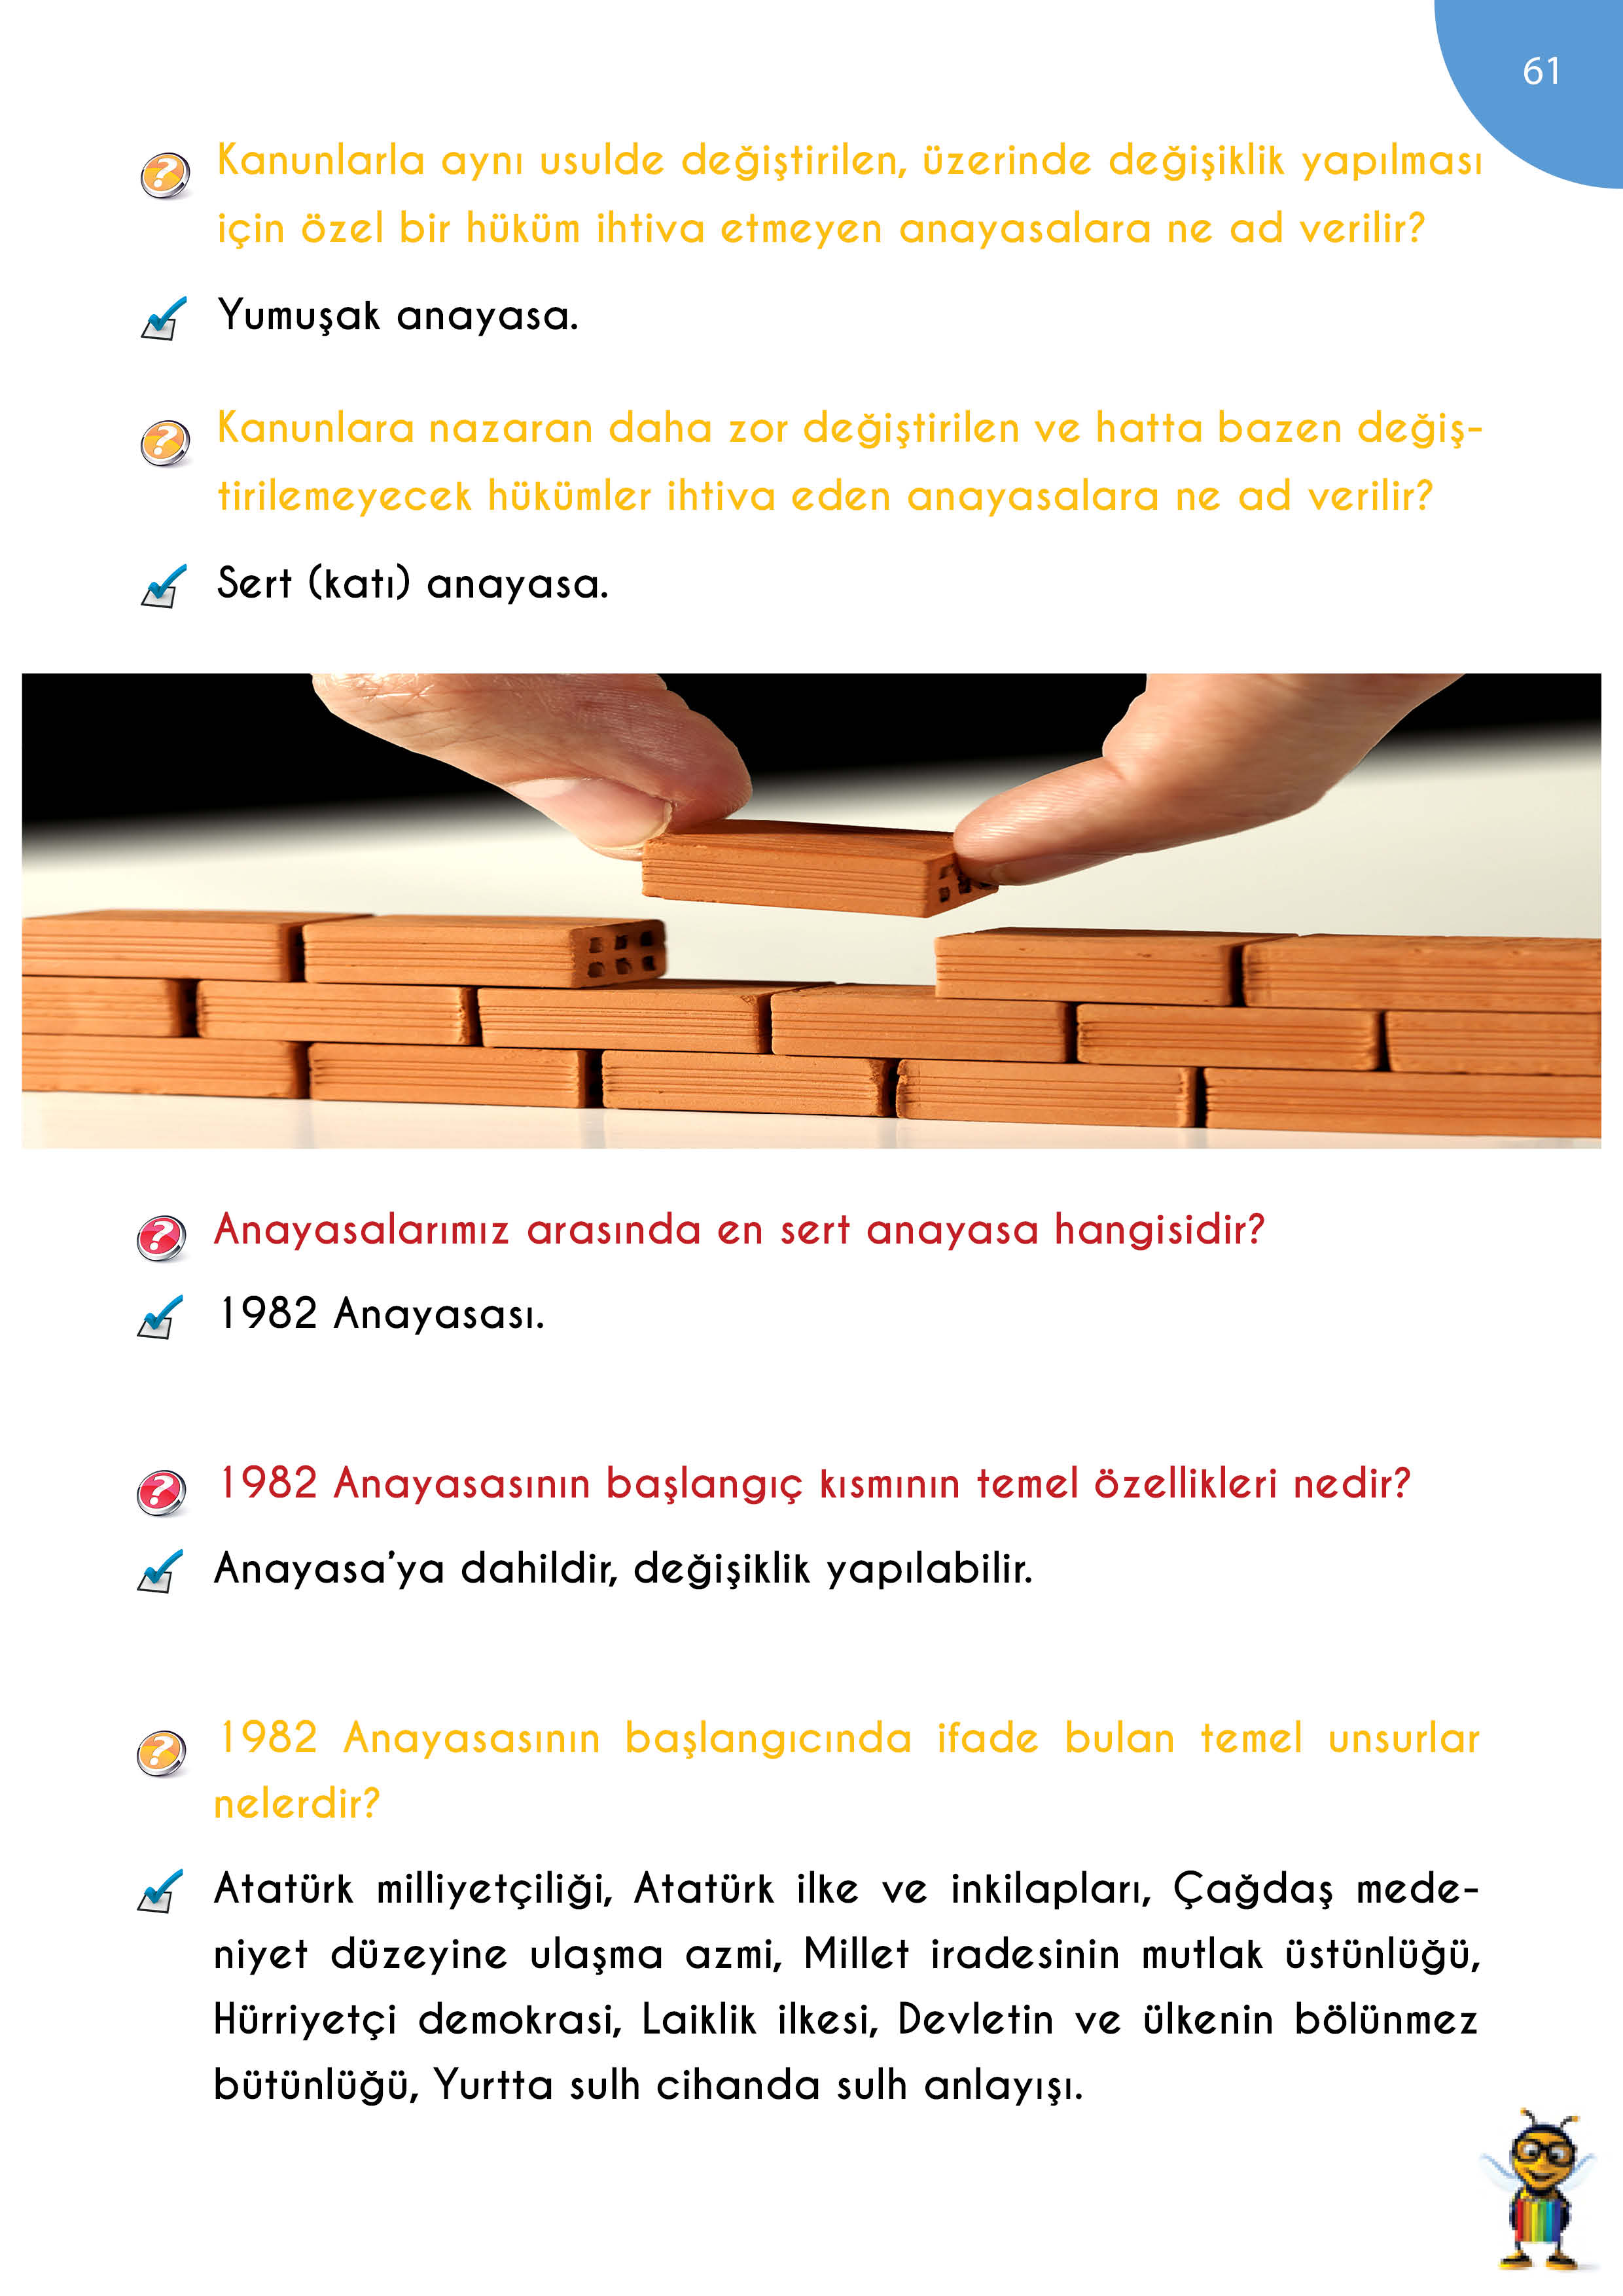 61
Kanunlarla aynı usulde değiştirilen, üzerinde değişiklik yapılması
için özel bir hüküm ihtiva etmeyen anayasalara ne ad verilir?
Yumuşak anayasa.
Kanunlara nazaran daha zor değiştirilen ve hatta bazen değiş-
tirilemeyecek hükümler ihtiva eden anayasalara ne ad verilir?
Sert (katı) anayasa.
Anayasalarımız arasında en sert anayasa hangisidir?
1982 Anayasası.
1982 Anayasasının başlangıç kısmının temel özellikleri nedir?
Anayasa'ya dahildir, değişiklik yapılabilir.
1982 Anayasasının başlangıcında ifade bulan temel unsurlar
nelerdir?
Atatürk milliyetçiliği, Atatürk ilke ve inkilapları, Çağdaş mede-
niyet düzeyine ulaşma azmi, Millet iradesinin mutlak üstünlüğü,
Hürriyetçi demokrasi, Laiklik ilkesi, Devletin ve ülkenin bölünmez
bütünlüğü, Yurtta sulh cihanda sulh anlayışı.